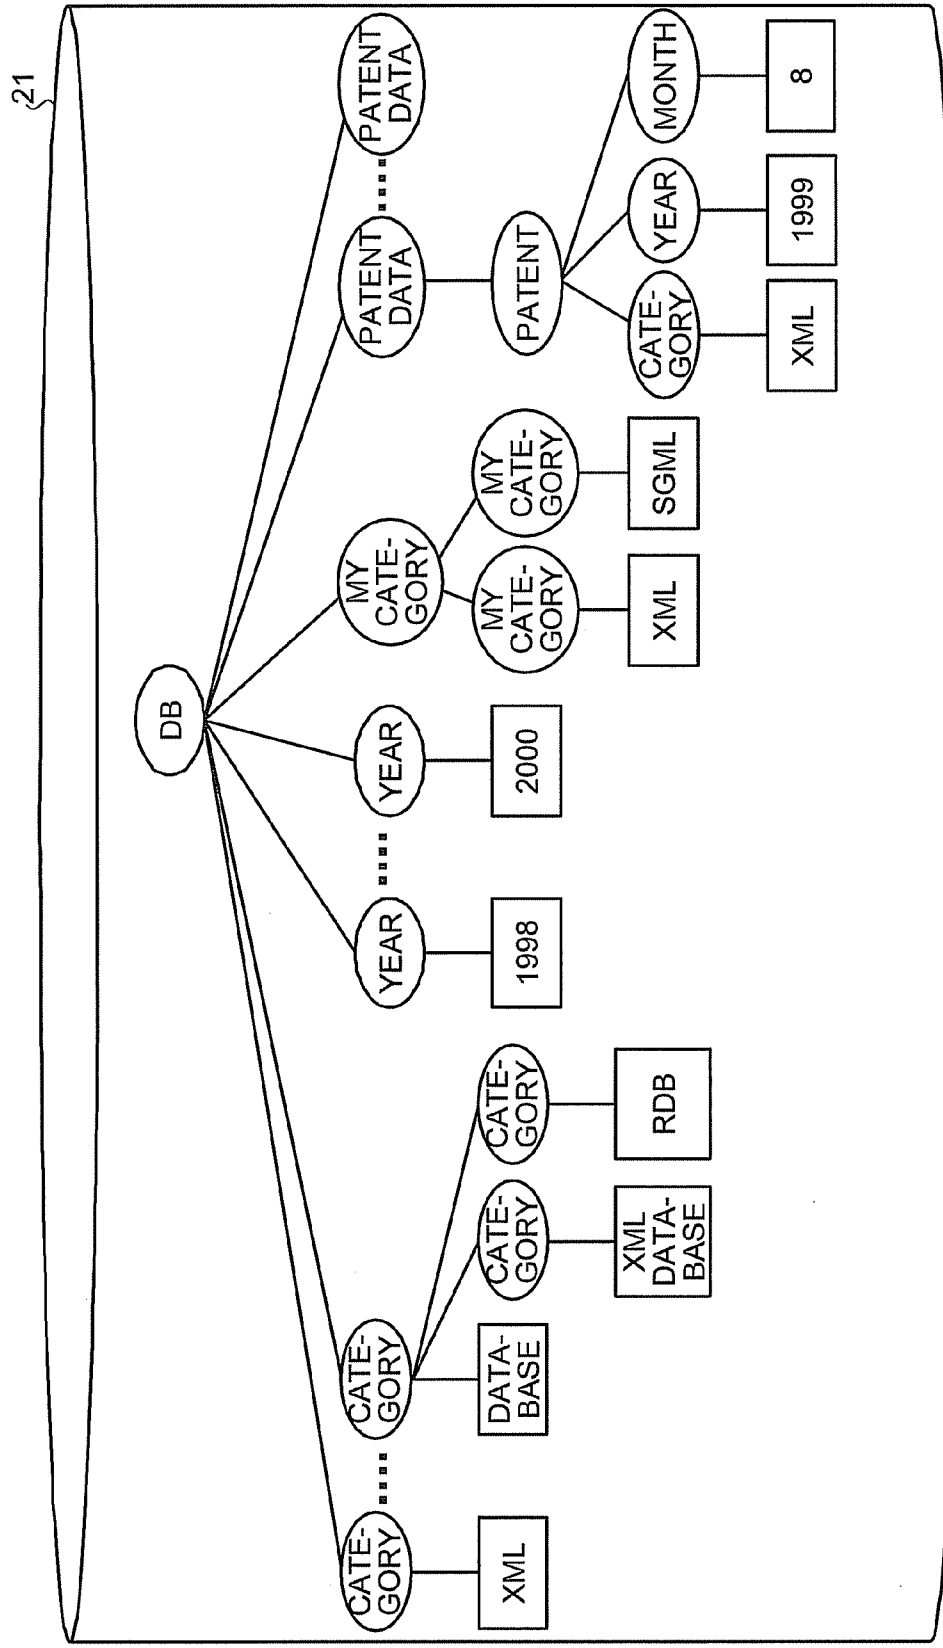 21
DB
CATE-
GORY
CATE-
GORY
YEAR
YEAR
MY
CATE-
GORY
PATENT
DATA
PATENT
DATA
XML
DATA-
BASE
CATE-
GORY
CATE-
GORY
1998
2000
MY
CATE-
GORY
MY
CATE-
GORY
PATENT
XML
DATA-
BASE
RDB
XML
SGML
CATE-
GORY
YEAR
MONTH
XML
1999
8